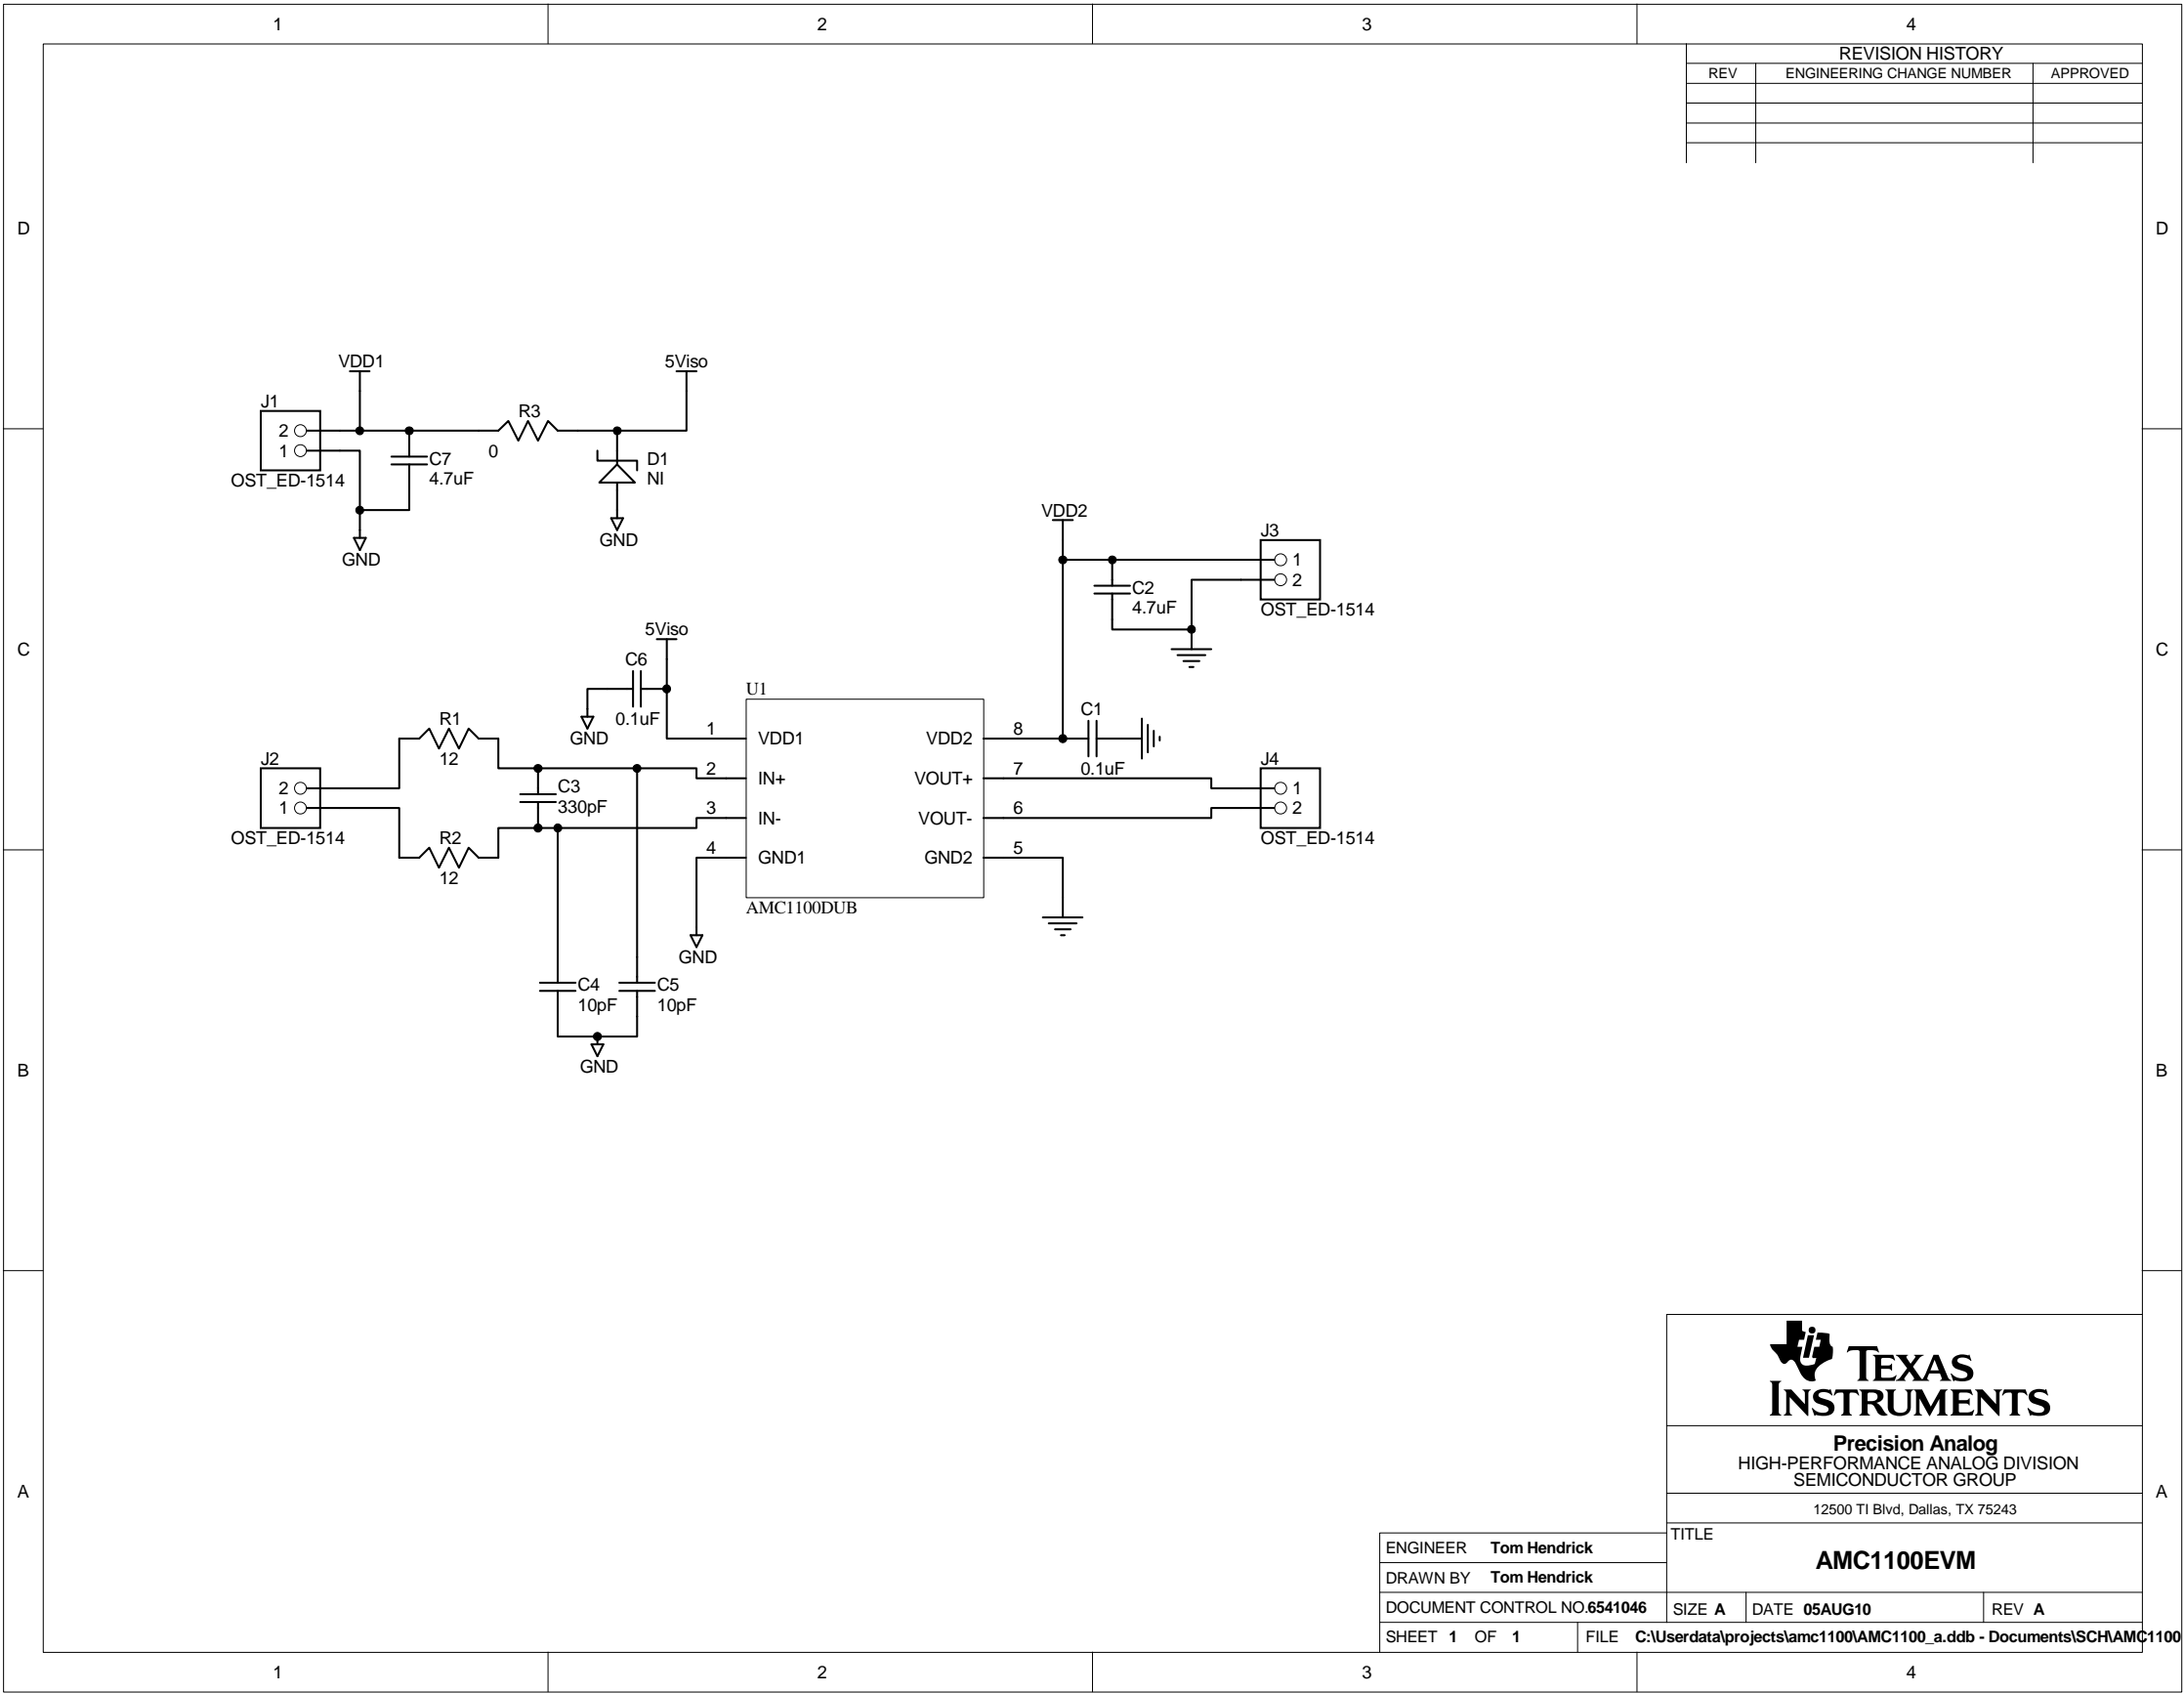 1 2 3 4
REVISION HISTORY
REV ENGINEERING CHANGE NUMBER APPROVED
D D
VDD1 5Viso
J1 R3
2
1
0
C7
4.7uF
D1
NI
OST_ED-1514
GND
GND
VDD2
J3
1
2
C2
4.7uF
OST_ED-1514
C C
5Viso
C6
0.1uF
GND
U1
R1
12
J2
2
1
OST_ED-1514
R2
12
C3
330pF
1 VDD1 VDD2 8
2 IN+ VOUT+ 7
3 IN- VOUT- 6
4 GND1 GND2 5
AMC1100DUB
C1
0.1uF
J4
1
2
OST_ED-1514
GND
C4
10pF
C5
10pF
GND
B B
TEXAS
INSTRUMENTS
Precision Analog
HIGH-PERFORMANCE ANALOG DIVISION
SEMICONDUCTOR GROUP
A A
12500 TI Blvd, Dallas, TX 75243
TITLE
AMC1100EVM
ENGINEER Tom Hendrick
DRAWN BY Tom Hendrick
DOCUMENT CONTROL NO.6541046 SIZE A DATE 05AUG10 REV A
SHEET 1 OF 1 FILE C:\Userdata\projects\amc1100\AMC1100_a.ddb - Documents\SCH\AMC1100
1 2 3 4